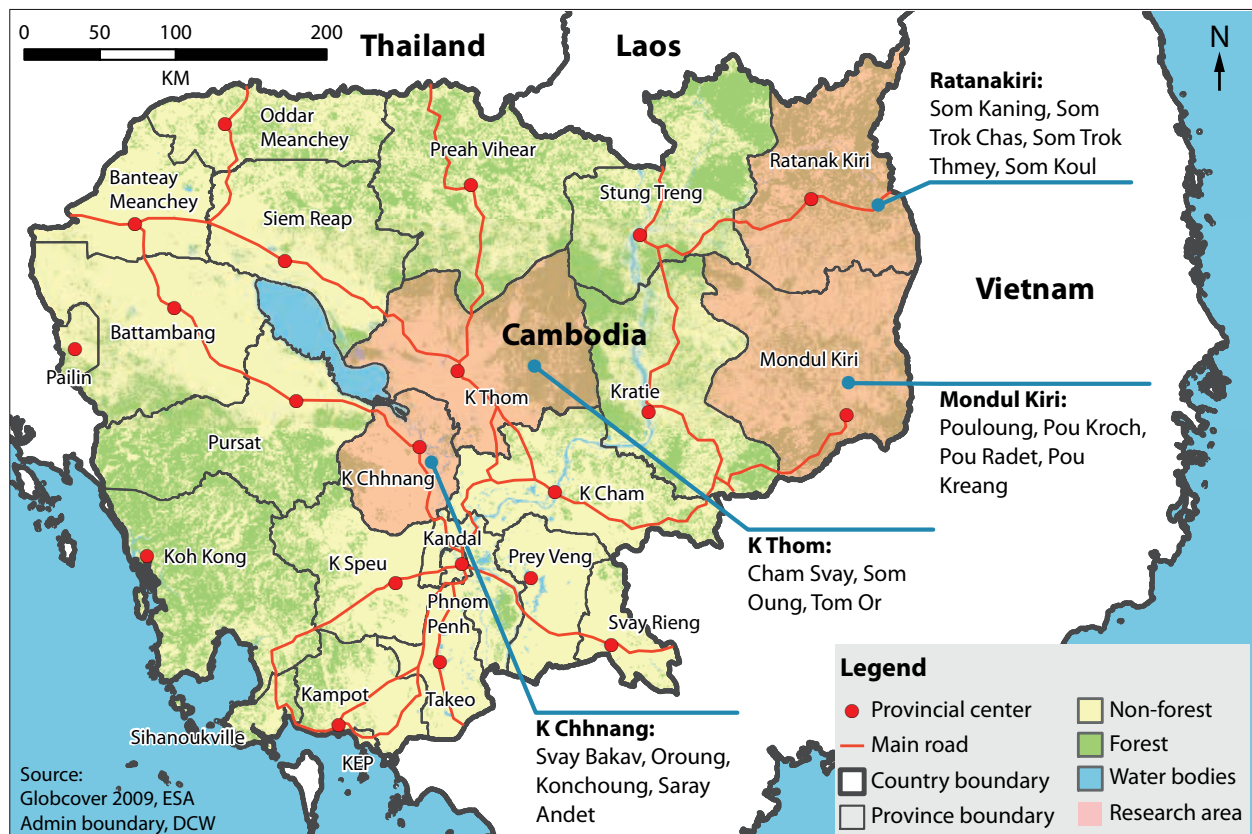 0 50 100 200
KM
Thailand
Laos
N
Ratanakiri:
Som Kaning, Som
Trok Chas, Som Trok
Thmey, Som Koul
Oddar
Meanchey
Preah Vihear
Ratanak Kiri
Banteay
Meanchey
Stung Treng
Siem Reap
Vietnam
Battambang
Cambodia
Mondul Kiri
Pailin
K Thom
Kratie
Mondul Kiri:
Pouloung, Pou Kroch,
Pou Radet, Pou
Kreang
Pursat
K Chhnang
K Cham
K Thom:
Cham Svay, Som
Oung, Tom Or
Koh Kong
K Speu
Kandal
Prey Veng
Phnom
Penh
Svay Rieng
Kampot
Takeo
Sihanoukville
KEP
K Chhnang:
Svay Bakav, Oroung,
Konchoung, Saray
Andet
Source:
Globcover 2009, ESA
Admin boundary, DCW
Legend
Provincial center
Main road
Country boundary
Province boundary
Non-forest
Forest
Water bodies
Research area